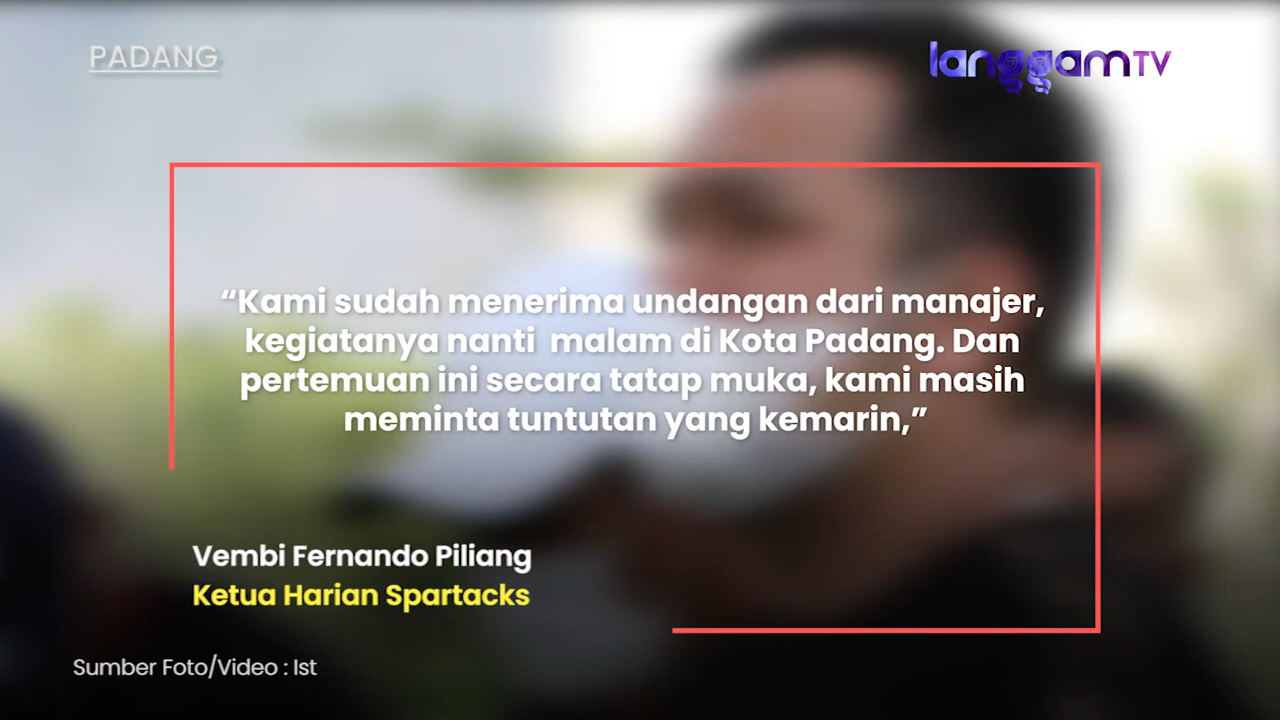 PADANG
langgamTV
“Kami sudah menerima undangan dari manajer,
kegiatanya nanti  malam di Kota Padang. Dan
pertemuan ini secara tatap muka, kami masih
meminta tuntutan yang kemarin,”
Vembi Fernando Piliang
Ketua Harian Spartacks
Sumber Foto/Video : Ist